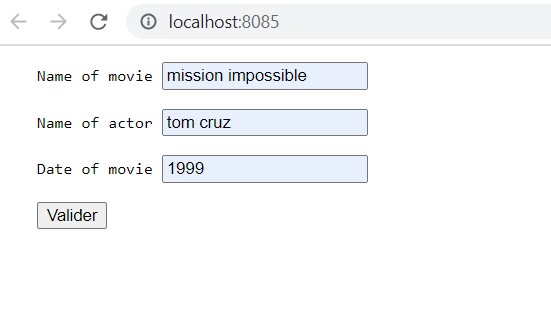 localhost:8085
Name of movie mission impossible
Name of actor tom cruz
Date of movie 1999
Valider